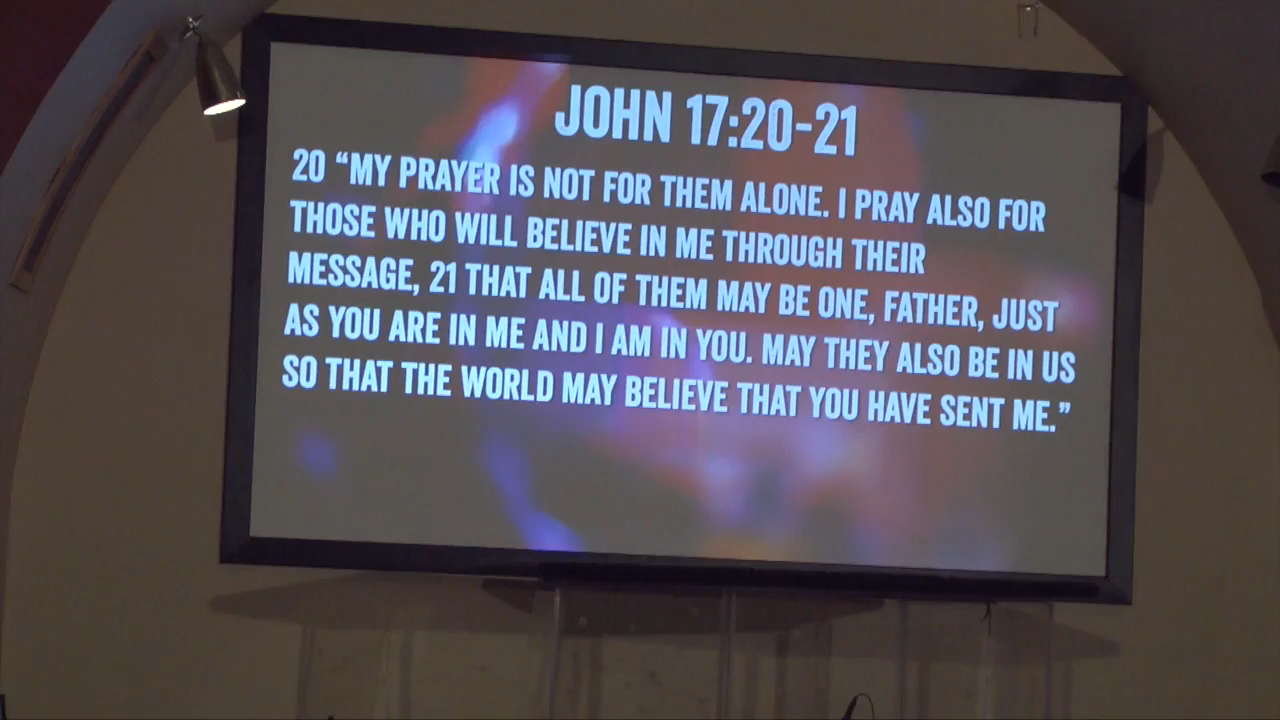 JOHN 17:20-21
20 “MY PRAYER IS NOT FOR THEM ALONE. I PRAY ALSO FOR
THOSE WHO WILL BELIEVE IN ME THROUGH THEIR
MESSAGE, 21 THAT ALL OF THEM MAY BE ONE, FATHER, JUST
AS YOU ARE IN ME AND I AM IN YOU. MAY THEY ALSO BE IN US
SO THAT THE WORLD MAY BELIEVE THAT YOU HAVE SENT ME.”